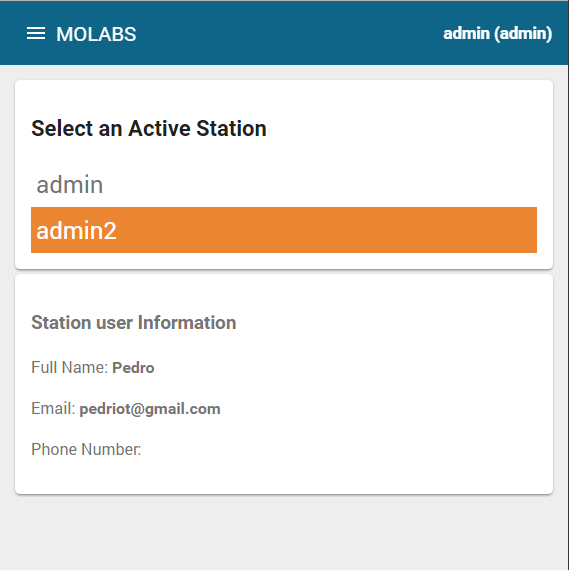 MOLABS
admin (admin)
Select an Active Station
admin
admin2
Station user Information
Full Name: Pedro
Email: pedriot@gmail.com
Phone Number: